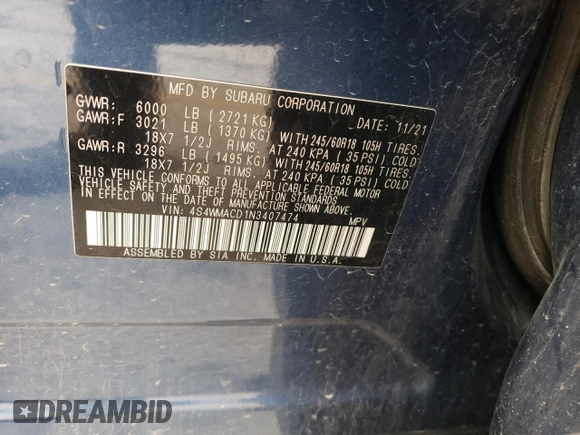 MFD BY SUBARU CORPORATION
GVWR: 6000 LB (2721 KG) DATE: 11/21
GAWR:F 3021 LB (1370 KG) WITH 245/60R18 105H TIRES,
18X7 1/2J RIMS, AT 240 KPA (35 PSI) COLD
GAWR:R 3296 LB (1495 KG) WITH 245/60R18 105H TIRES,
18X7 1/2J RIMS, AT 240 KPA (35 PSI) COLD
THIS VEHICLE CONFORMS TO ALL APPLICABLE FEDERAL MOTOR
VEHICLE SAFETY AND THEFT PREVENTION STANDARDS
IN EFFECT ON THE DATE OF MANUFACTURE SHOWN ABOVE.
VIN: 4S4WMACD1N3407474 MPV
ASSEMBLED BY SIA INC. MADE IN U.S.A.
DREAMBID